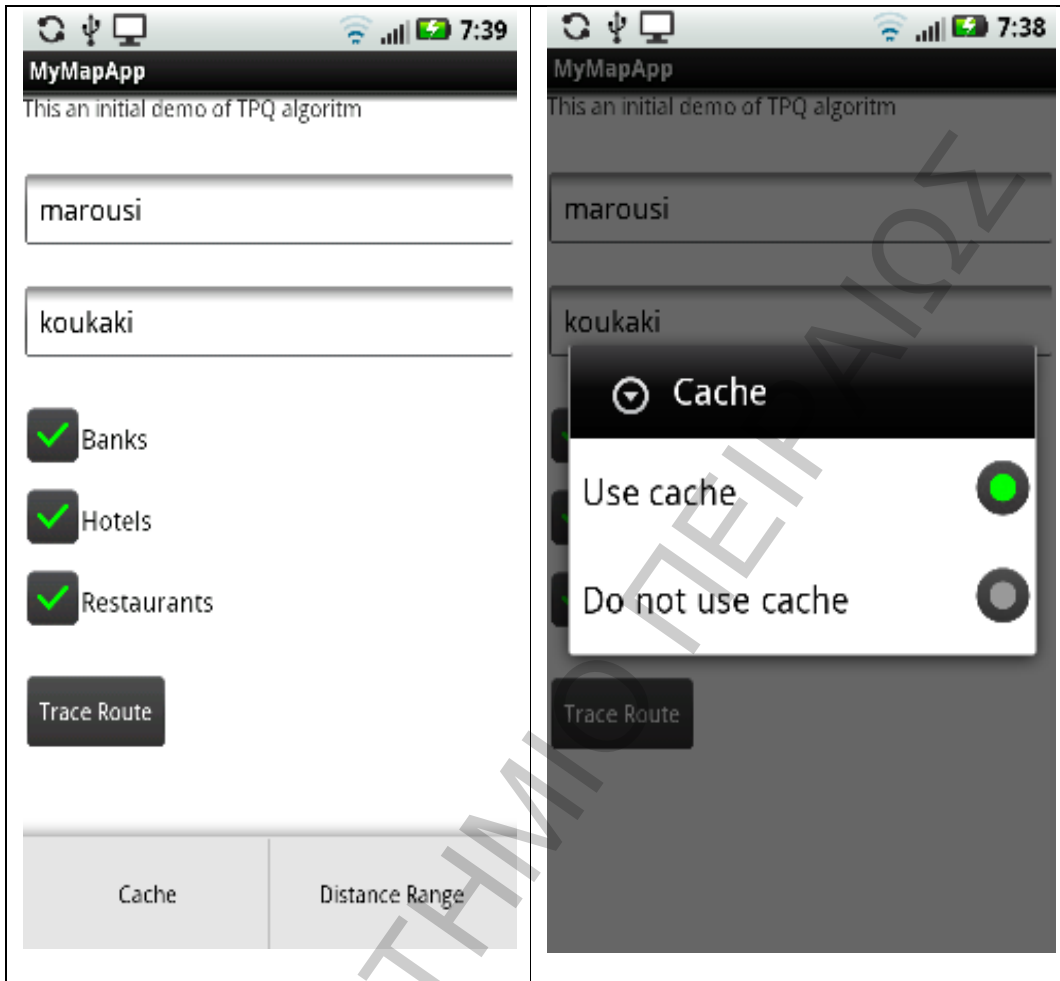 7:39
MyMapApp
This an initial demo of TPQ algoritm
marousi
koukaki
Banks
Hotels
Restaurants
Trace Route
Cache
Distance Range
7:38
MyMapApp
This an initial demo of TPQ algoritm
marousi
koukaki
Cache
Use cache
Do not use cache
Trace Route
ΤΗΜΙΟ ΠΕΙΡΑΙΩΣ